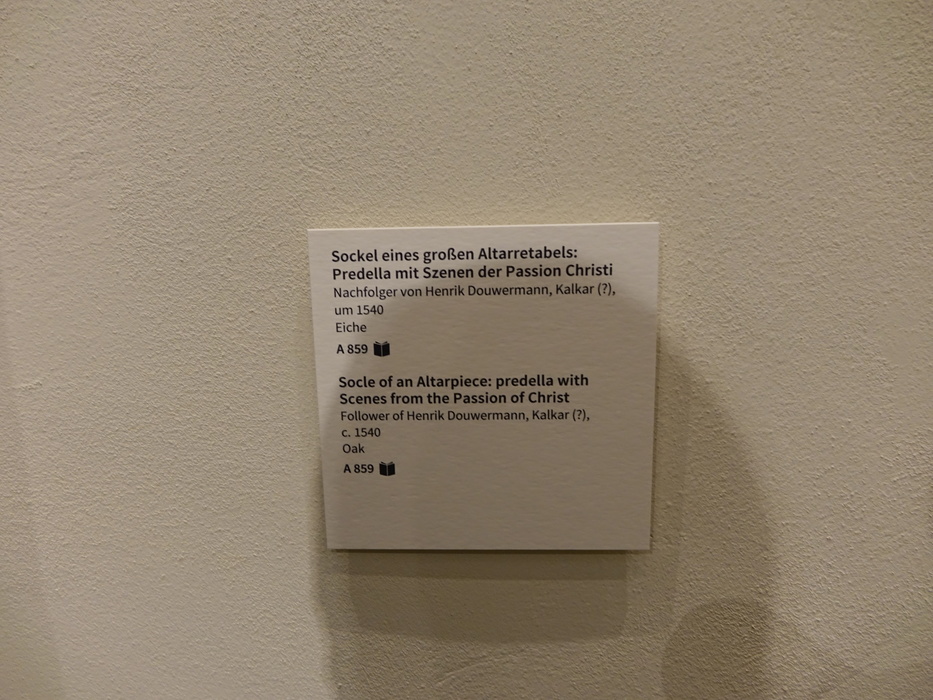 Sockel eines großen Altarretabels:
Predella mit Szenen der Passion Christi
Nachfolger von Henrik Douwermann, Kalkar (?),
um 1540
Eiche
A 859
Socle of an Altarpiece: predella with
Scenes from the Passion of Christ
Follower of Henrik Douwermann, Kalkar (?),
c. 1540
Oak
A 859